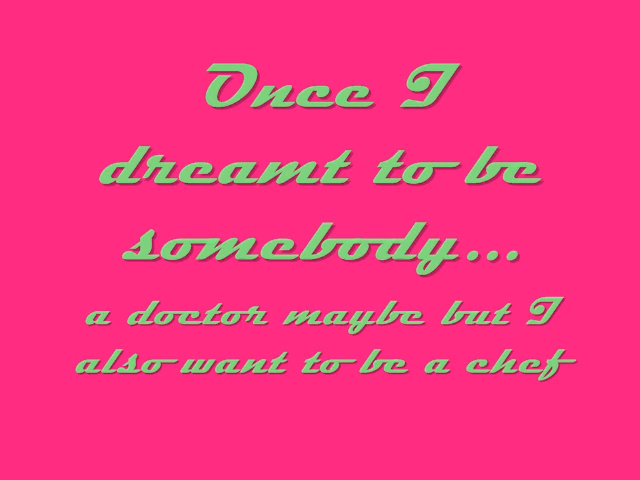 Once I
dreamt to be
somebody...
a doctor maybe but I
also want to be a chef